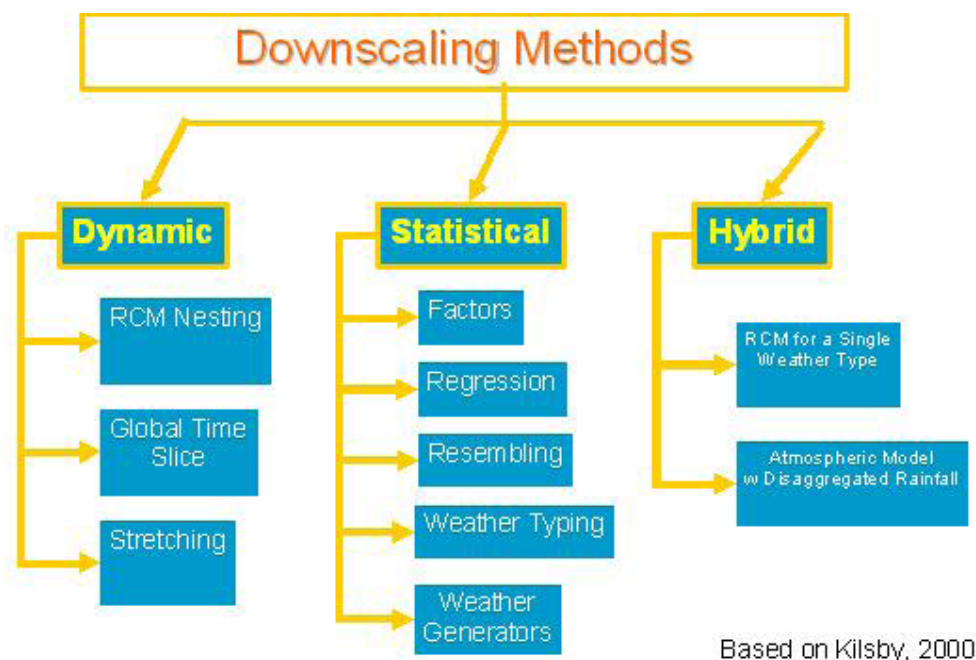 Downscaling Methods
Dynamic
RCM Nesting
Global Time
Slice
Stretching
Statistical
Factors
Regression
Resembling
Weather Typing
Weather
Generators
Hybrid
RCM for a Single
Weather Type
Atmospheric Model
w Disaggregated Rainfall
Based on Kilsby, 2000